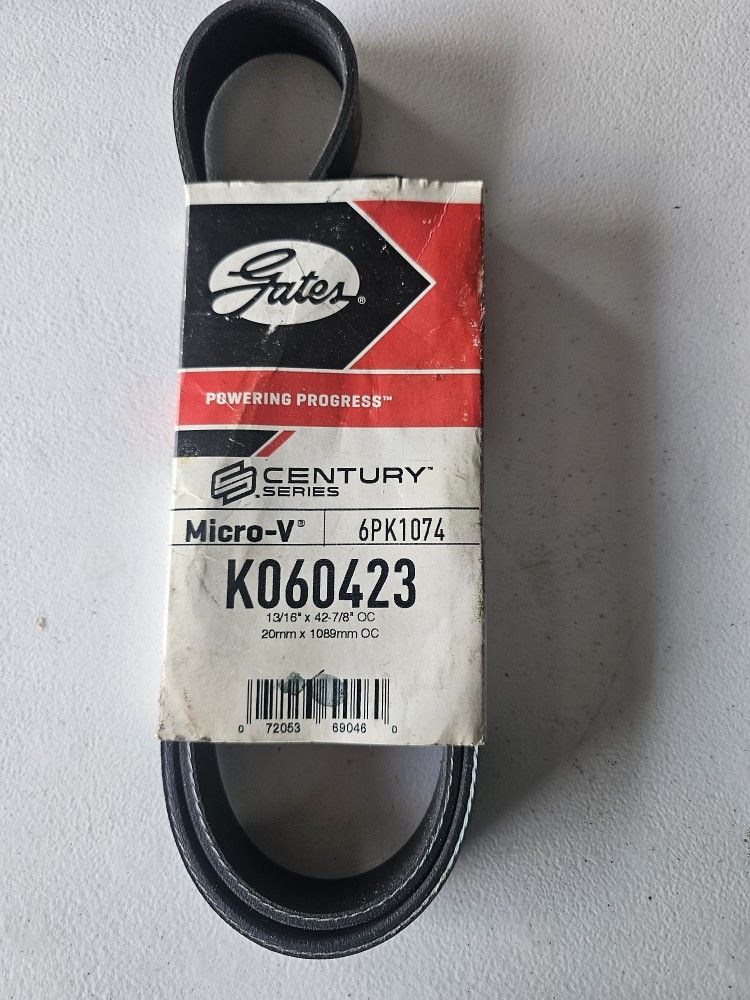 Gates®
POWERING PROGRESS™
CENTURY™
SERIES
Micro-V® 6PK1074
K060423
13/16" x 42-7/8" OC
20mm x 1089mm OC
0 72053 69046 0